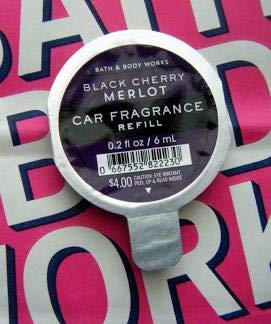 BATH & BODY WORKS
BLACK CHERRY
MERLOT
CAR FRAGRANCE
REFILL
0.2 fl oz / 6 mL
0 667552 822230
$4.00 CAUTION: EYE IRRITANT
PEEL UP & READ INSIDE